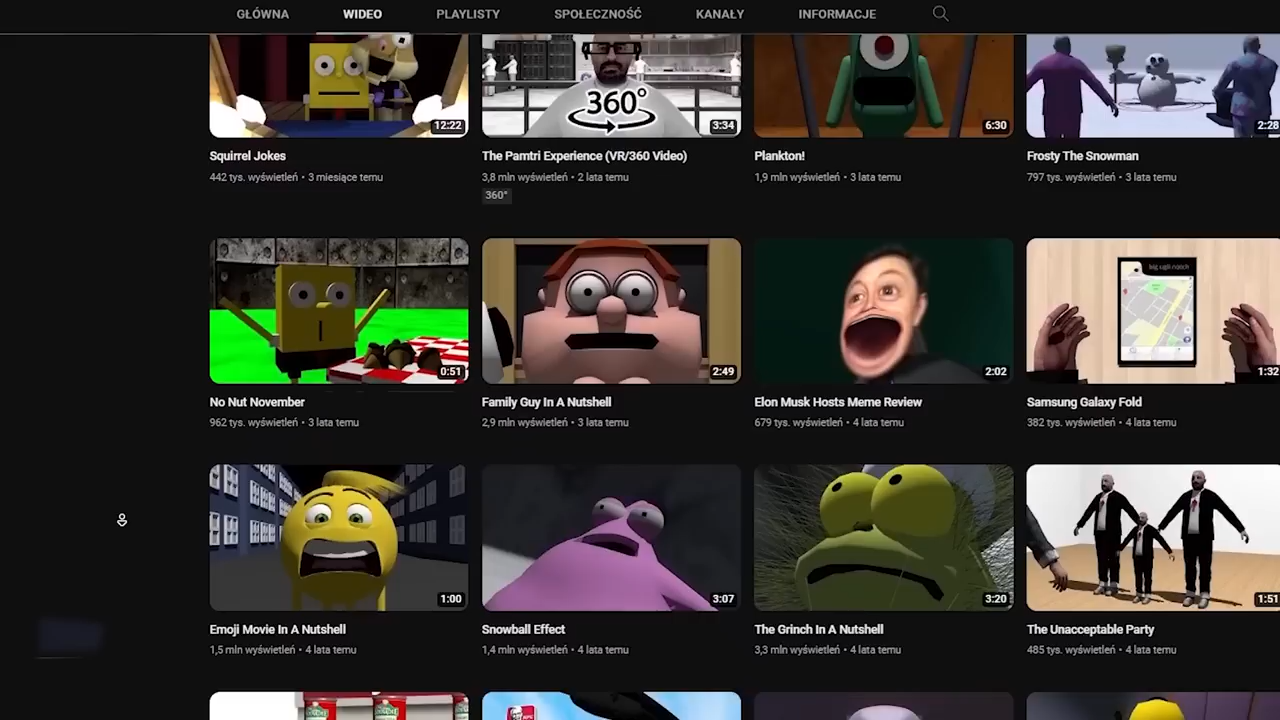 GŁÓWNA WIDEO PLAYLISTY SPOŁECZNOŚĆ KANAŁY INFORMACJE
360°
12:22 3:34 6:30 2:28
Squirrel Jokes The Pamtri Experience (VR/360 Video) Plankton! Frosty The Snowman
442 tys. wyświetleń • 3 miesiące temu 3,8 mln wyświetleń • 2 lata temu 1,9 mln wyświetleń • 3 lata temu 797 tys. wyświetleń • 3 lata temu
360°
big ugli notch
0:51 2:49 2:02 1:32
No Nut November Family Guy In A Nutshell Elon Musk Hosts Meme Review Samsung Galaxy Fold
962 tys. wyświetleń • 3 lata temu 2,9 mln wyświetleń • 3 lata temu 679 tys. wyświetleń • 4 lata temu 382 tys. wyświetleń • 4 lata temu
1:00 3:07 3:20 1:51
Emoji Movie In A Nutshell Snowball Effect The Grinch In A Nutshell The Unacceptable Party
1,5 mln wyświetleń • 4 lata temu 1,4 mln wyświetleń • 4 lata temu 3,3 mln wyświetleń • 4 lata temu 485 tys. wyświetleń • 4 lata temu